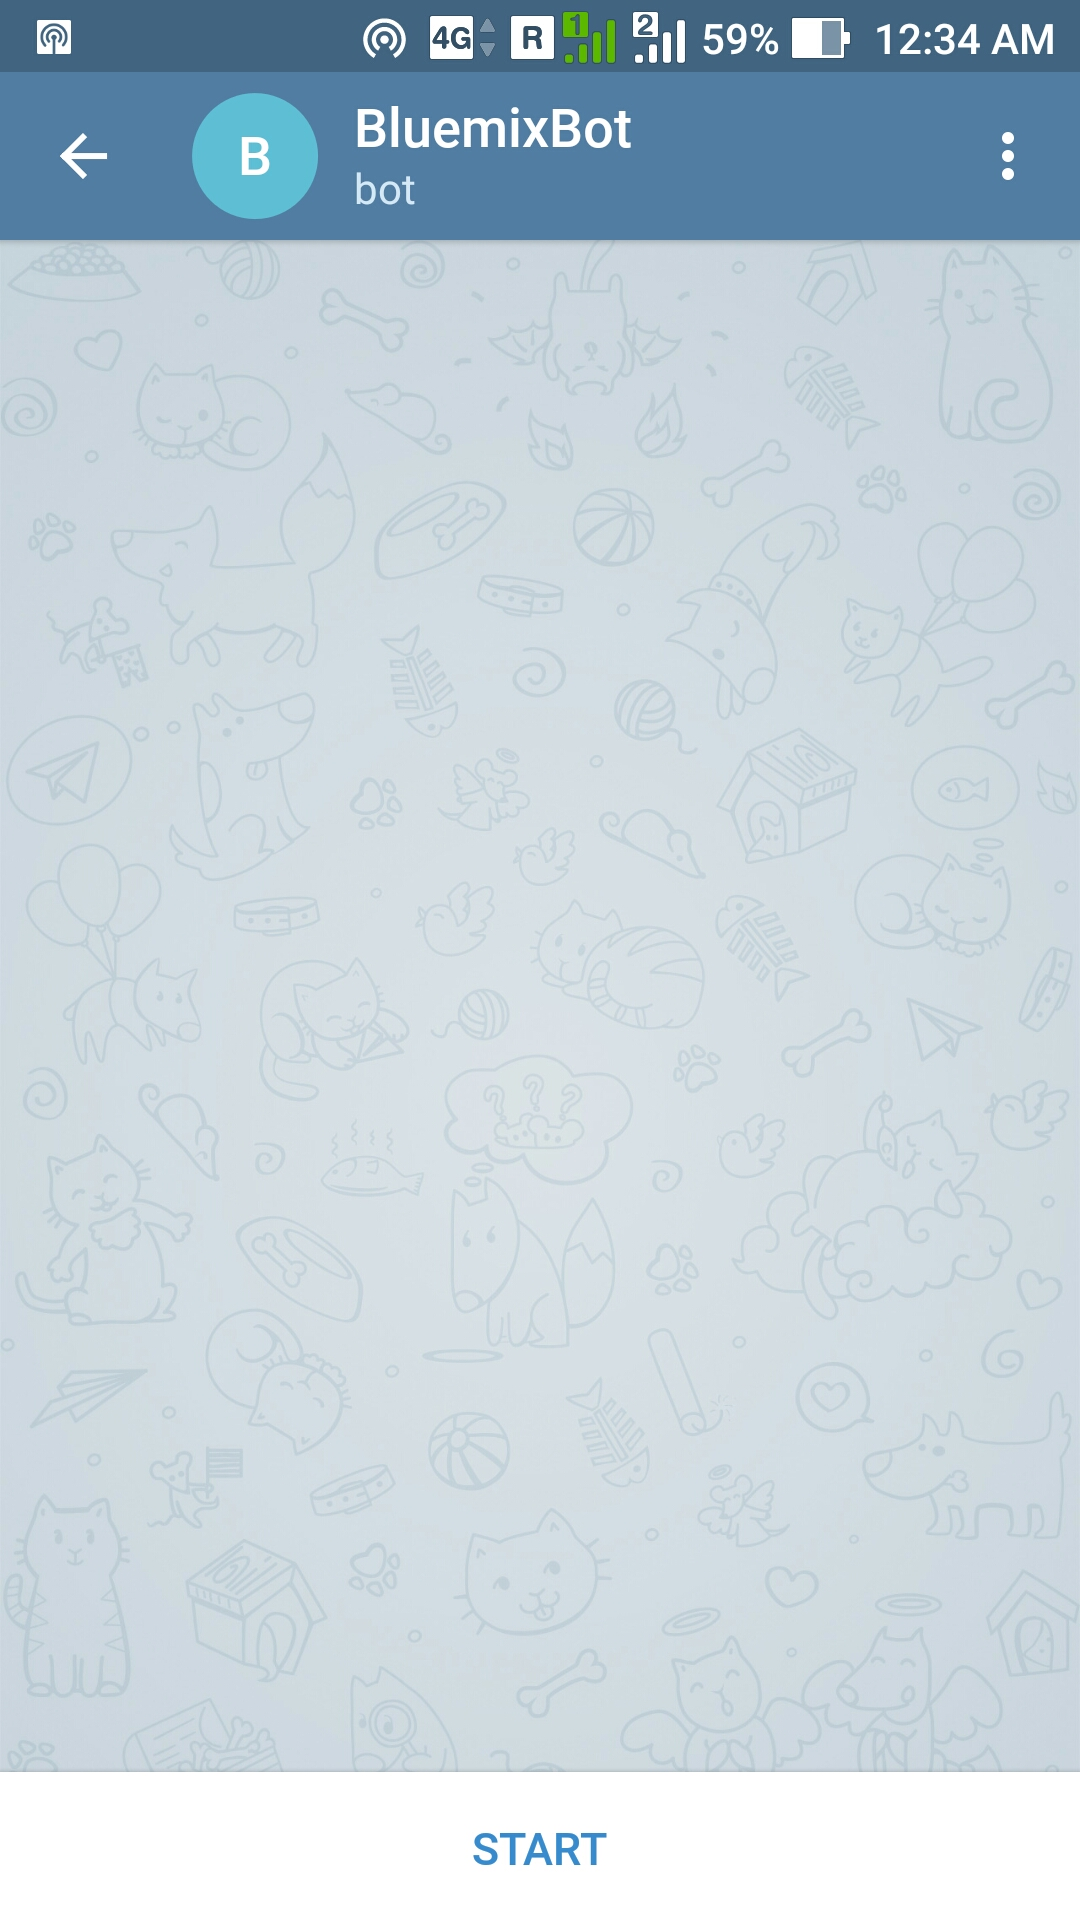 4G R 1 2 59% 12:34 AM
B
BluemixBot
bot
? ? ?
START